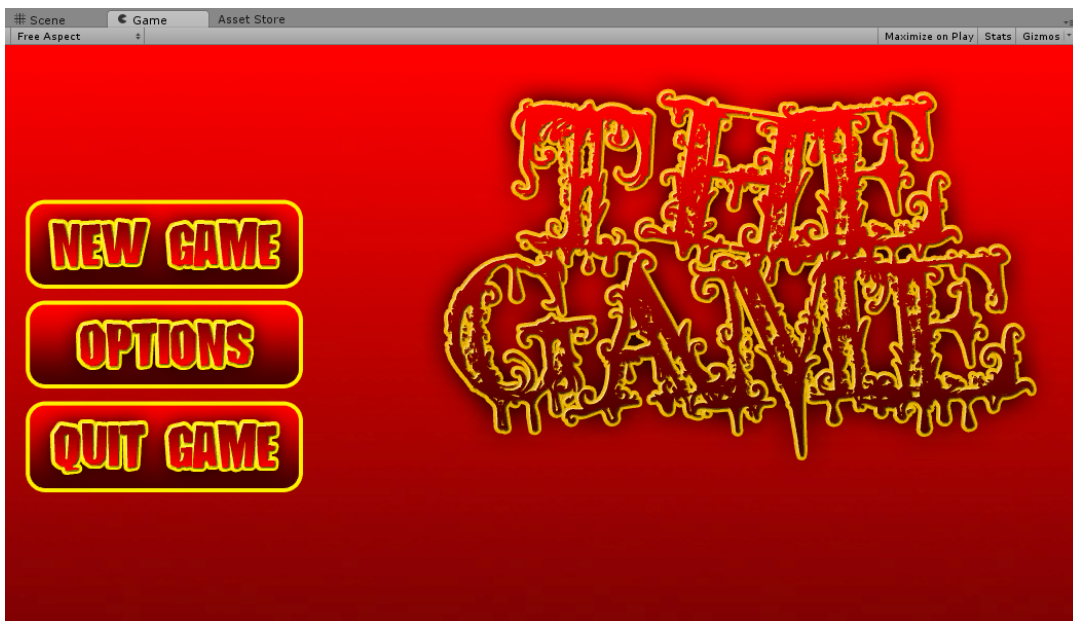 Scene Game Asset Store
Free Aspect Maximize on Play Stats Gizmos
THE
GAME
NEW GAME
OPTIONS
QUIT GAME